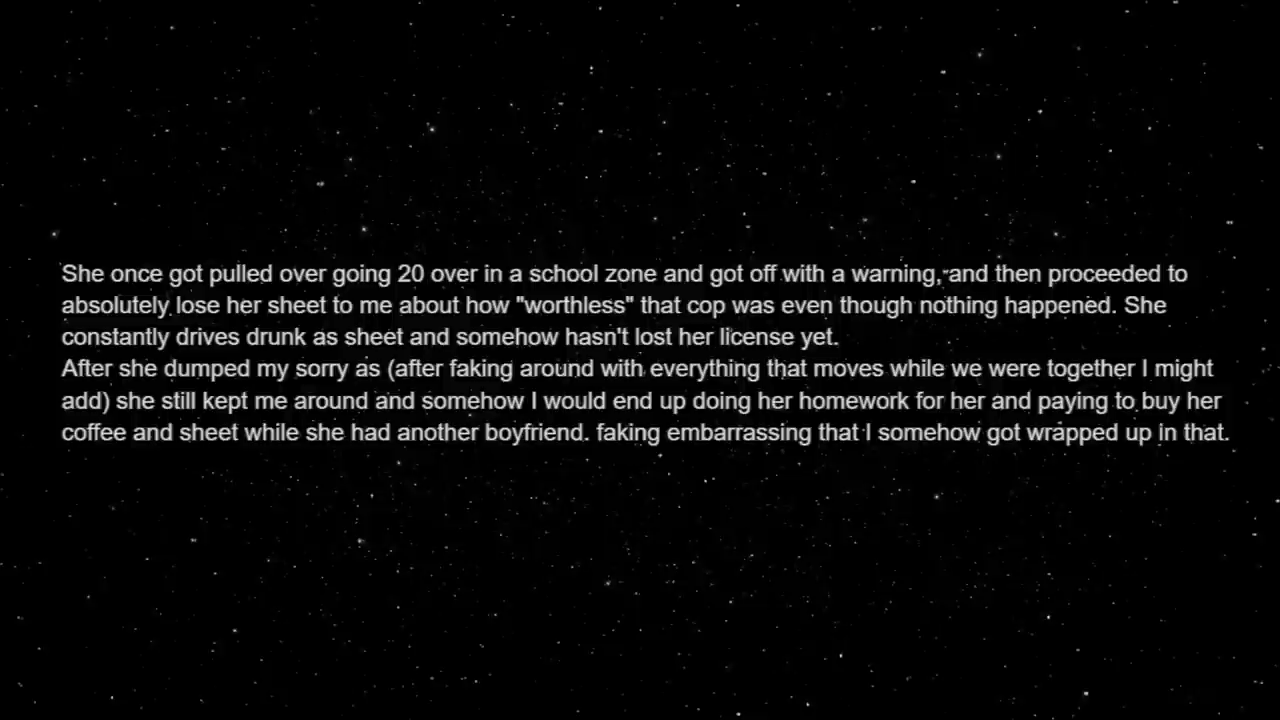 She once got pulled over going 20 over in a school zone and got off with a warning, and then proceeded to
absolutely lose her sheet to me about how "worthless" that cop was even though nothing happened. She
constantly drives drunk as sheet and somehow hasn't lost her license yet.
After she dumped my sorry as (after faking around with everything that moves while we were together I might
add) she still kept me around and somehow I would end up doing her homework for her and paying to buy her
coffee and sheet while she had another boyfriend. faking embarrassing that I somehow got wrapped up in that.